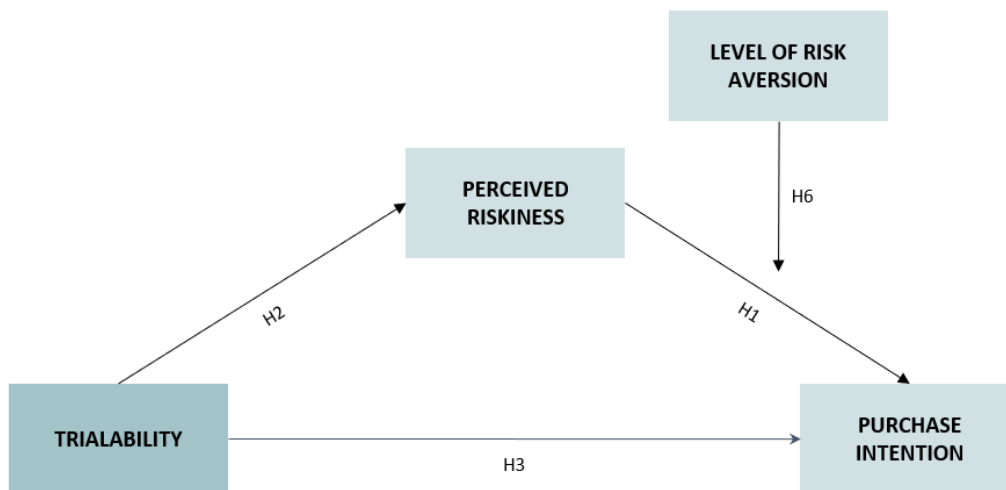 LEVEL OF RISK
AVERSION
PERCEIVED
RISKINESS
H6
H2
H1
TRIALABILITY
PURCHASE
INTENTION
H3